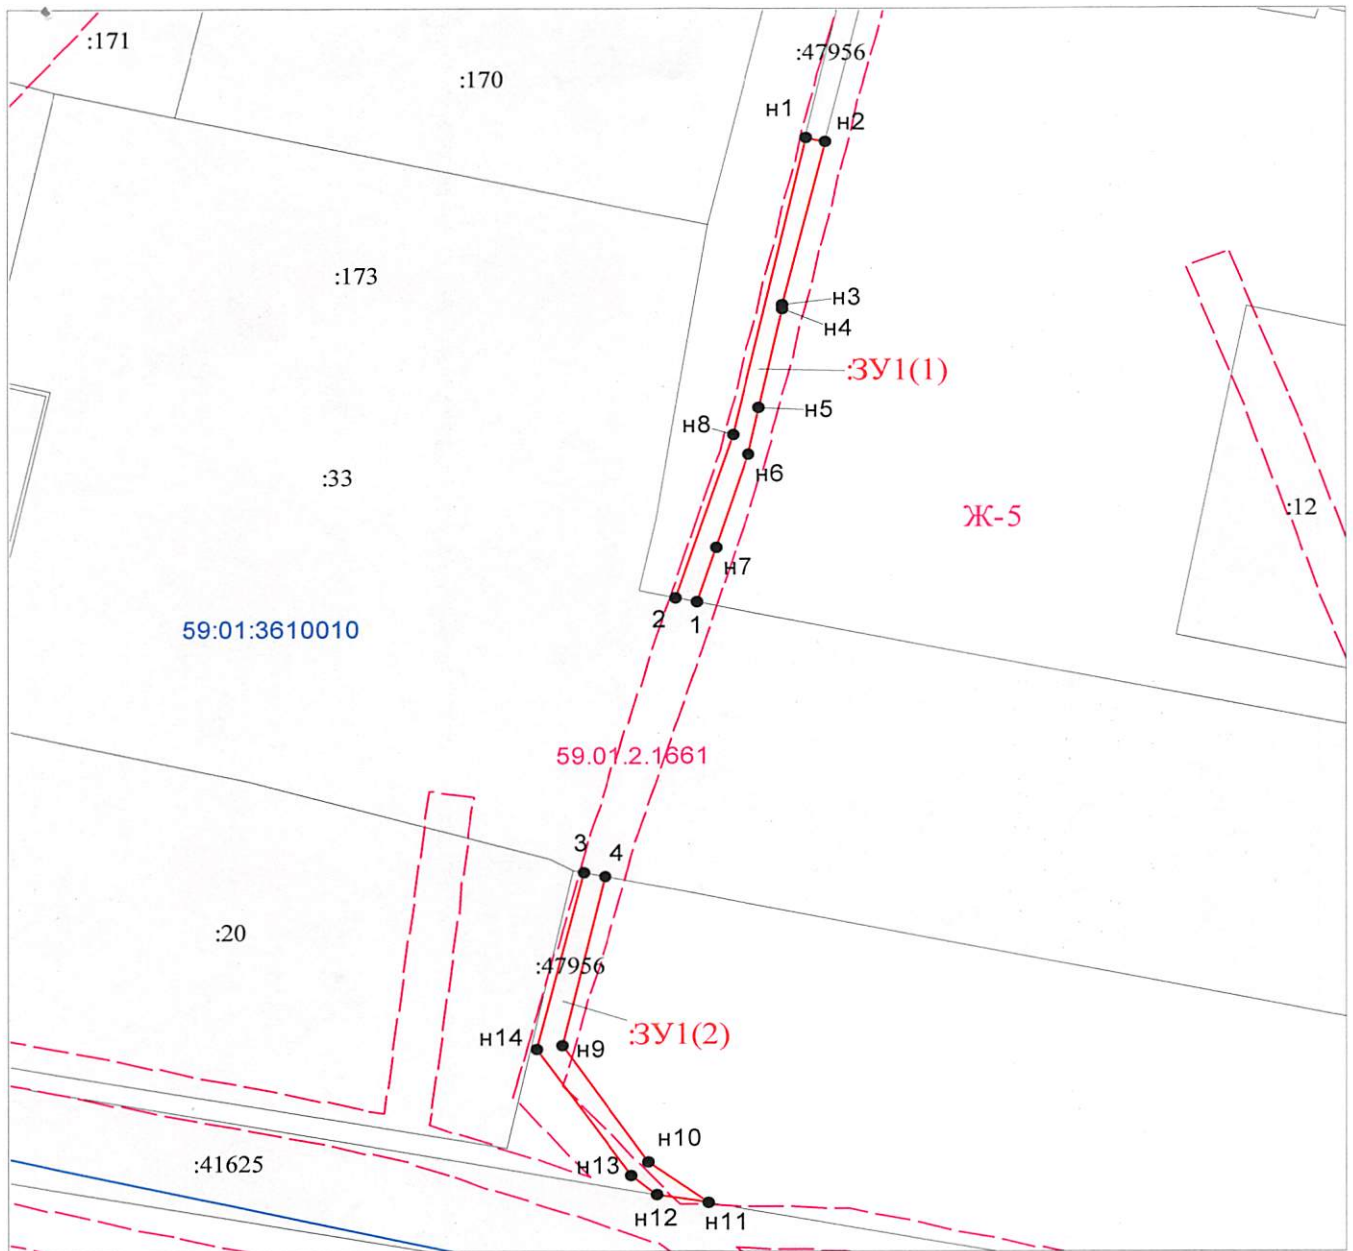 :171
:47956
:170
н1
н2
:173
н3
н4
:ЗУ1(1)
н5
н8
н6
:33
:12
Ж-5
н7
2
1
59:01:3610010
59.01.2.1661
3
4
:20
:47956
:ЗУ1(2)
н14
н9
н10
:41625
н13
н12
н11